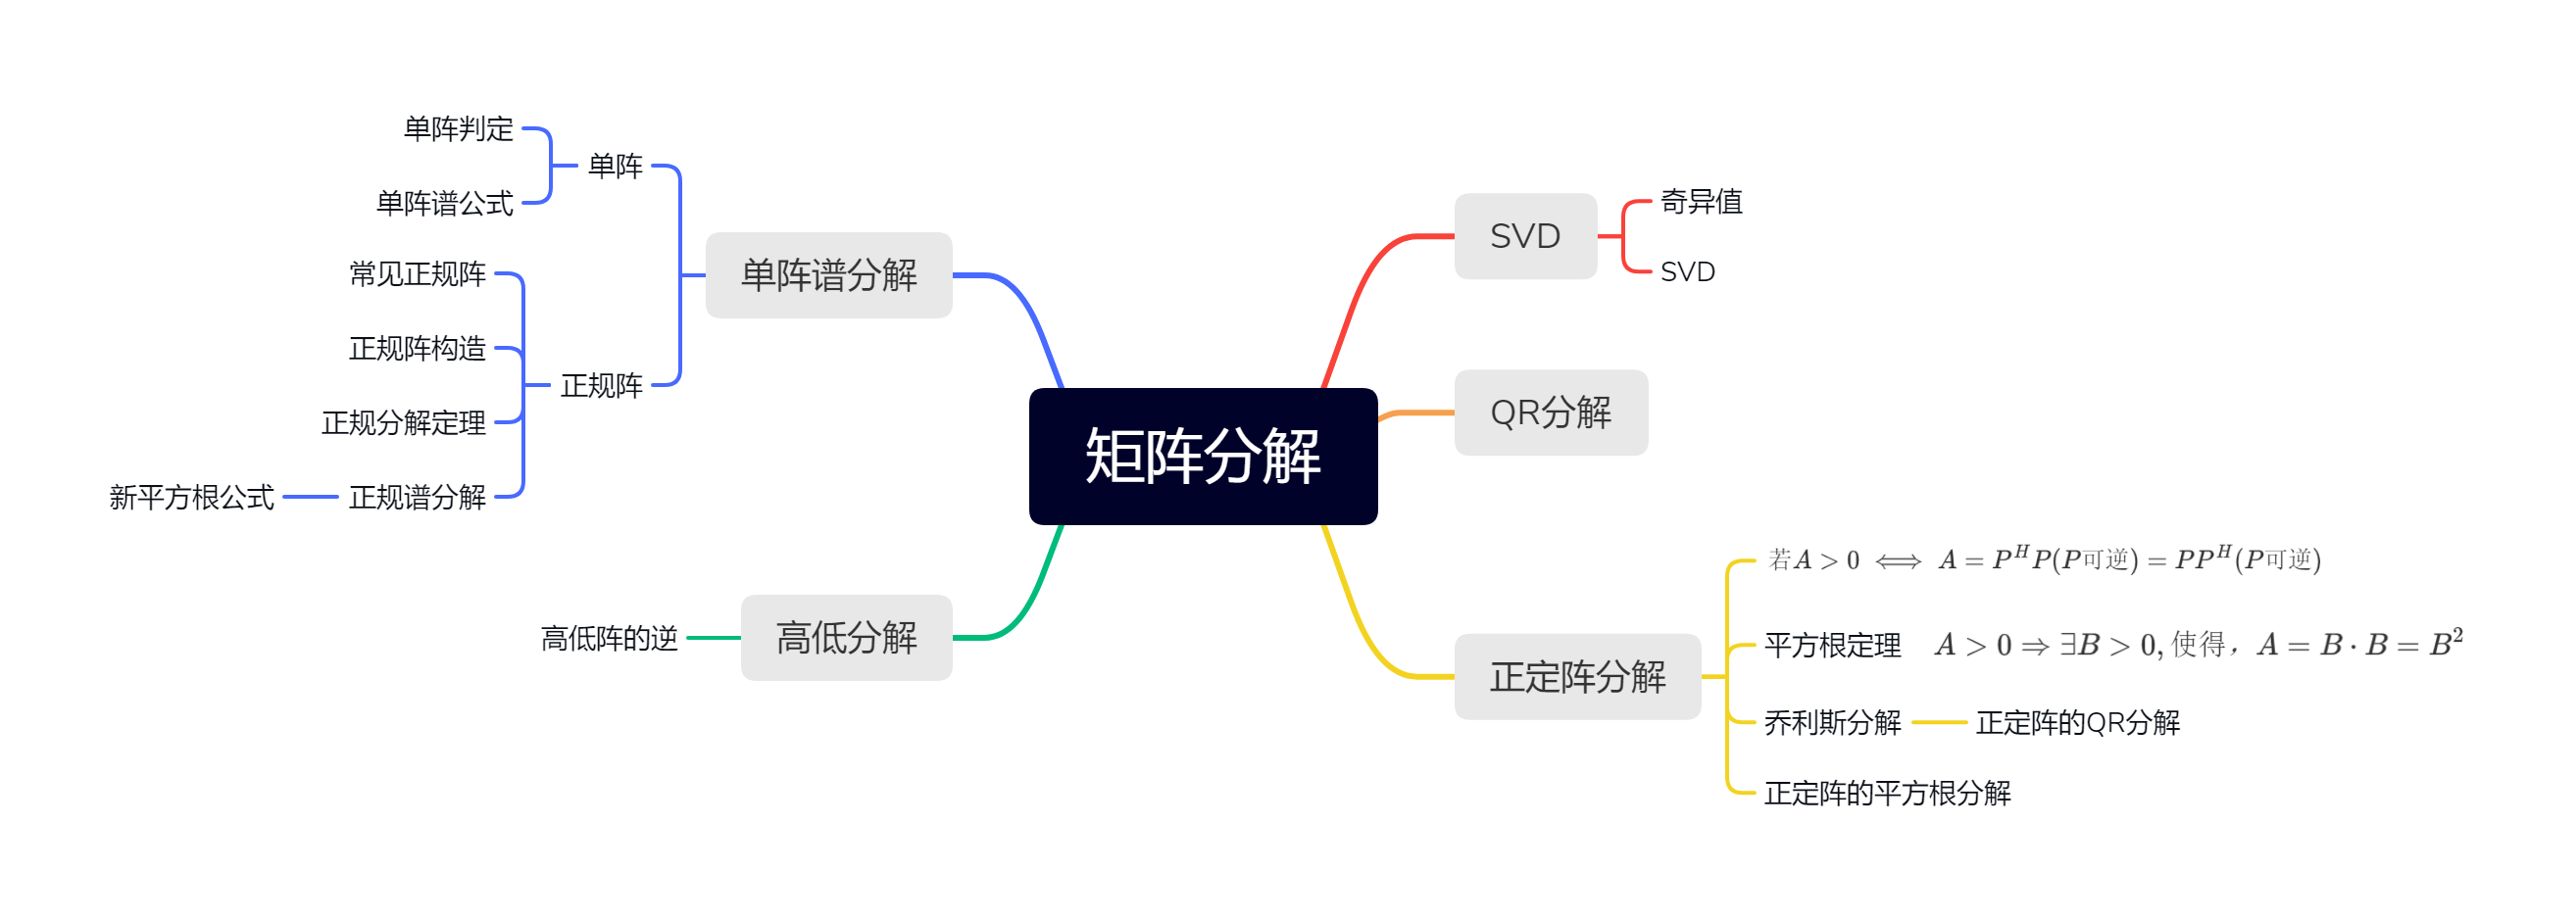 矩阵分解
SVD
奇异值
SVD
QR分解
正定阵分解
若A > 0 ⟺ A = P^H P(P可逆) = PP^H(P可逆)
平方根定理 A > 0 ⇒ ∃B > 0, 使得，A = B · B = B^2
乔利斯分解
正定阵的QR分解
正定阵的平方根分解
单阵谱分解
单阵
单阵判定
单阵谱公式
正规阵
常见正规阵
正规阵构造
正规分解定理
正规谱分解
新平方根公式
高低分解
高低阵的逆